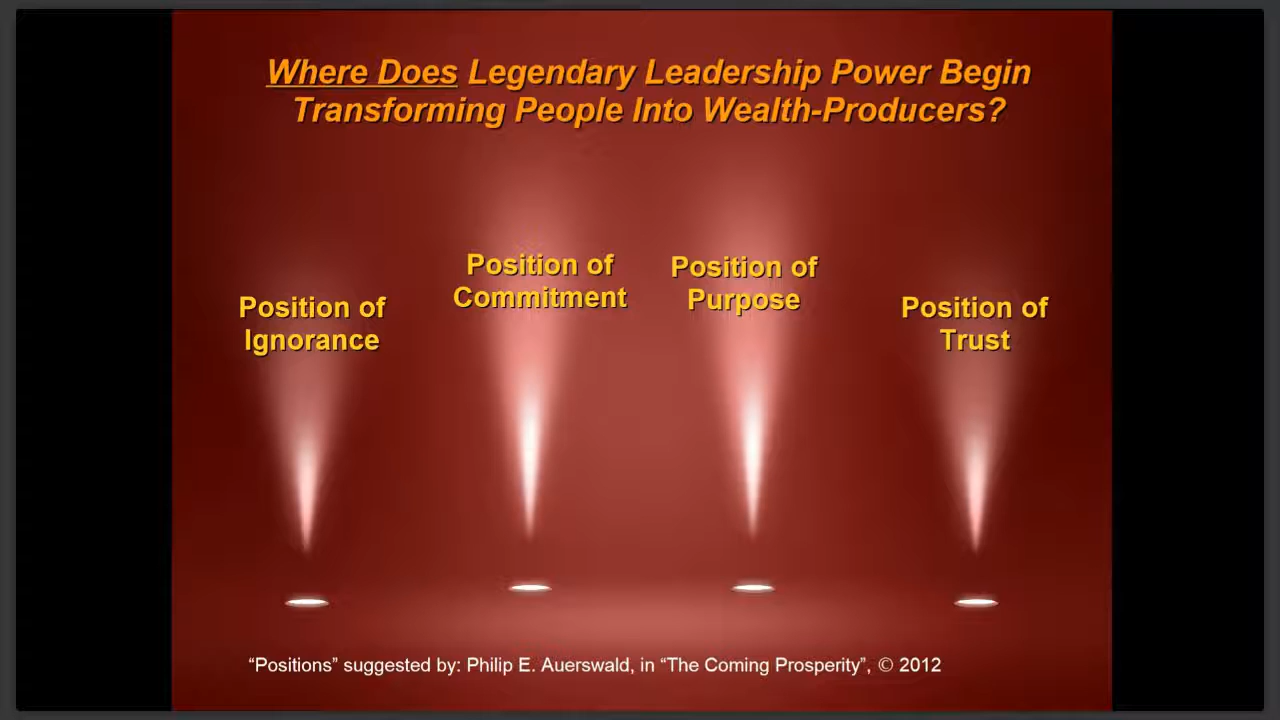 Where Does Legendary Leadership Power Begin
Transforming People Into Wealth-Producers?
Position of
Ignorance
Position of
Commitment
Position of
Purpose
Position of
Trust
“Positions” suggested by: Philip E. Auerswald, in “The Coming Prosperity”, © 2012